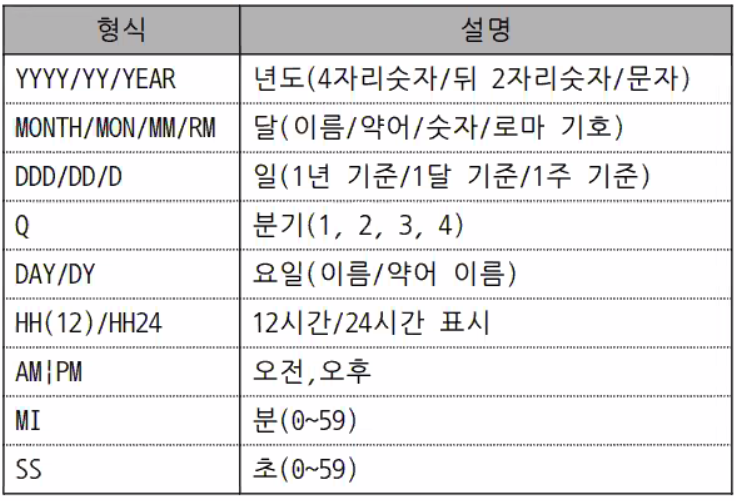 형식 설명
YYYY/YY/YEAR 년도(4자리숫자/뒤 2자리숫자/문자)
MONTH/MON/MM/RM 달(이름/약어/숫자/로마 기호)
DDD/DD/D 일(1년 기준/1달 기준/1주 기준)
Q 분기(1, 2, 3, 4)
DAY/DY 요일(이름/약어 이름)
HH(12)/HH24 12시간/24시간 표시
AM¦PM 오전,오후
MI 분(0~59)
SS 초(0~59)